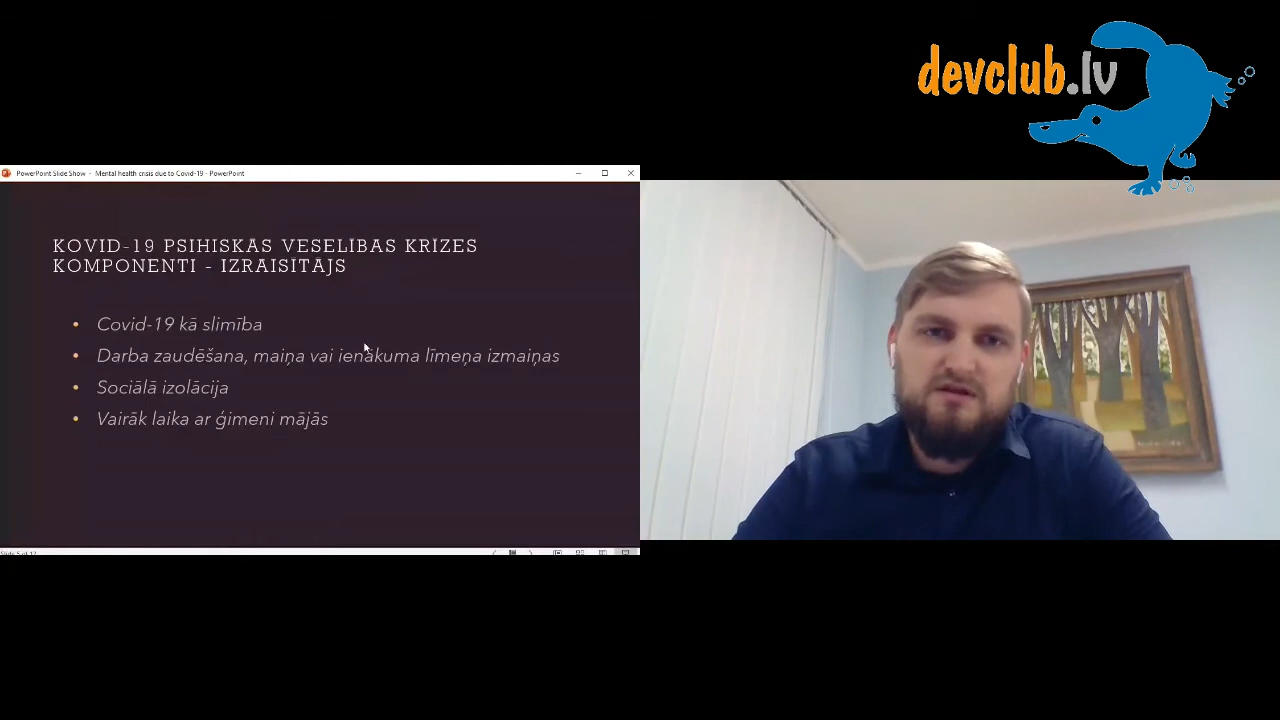 devclub.lv
PowerPoint Slide Show - Mental health crisis due to Covid-19 - PowerPoint
KOVID-19 PSIHISKĀS VESELĪBAS KRĪZES
KOMPONENTI - IZRAISĪTĀJS
• Covid-19 kā slimība
• Darba zaudēšana, maiņa vai ienākuma līmeņa izmaiņas
• Sociālā izolācija
• Vairāk laika ar ģimeni mājās